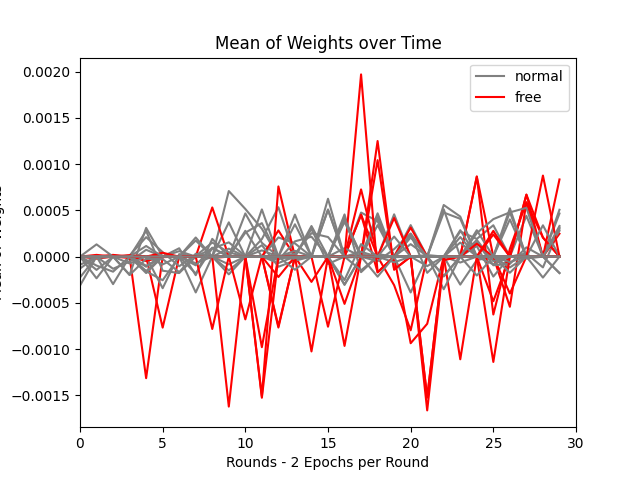 Mean of Weights over Time
normal
free
0.0020
0.0015
0.0010
0.0005
0.0000
−0.0005
−0.0010
−0.0015
0 5 10 15 20 25 30
Rounds - 2 Epochs per Round